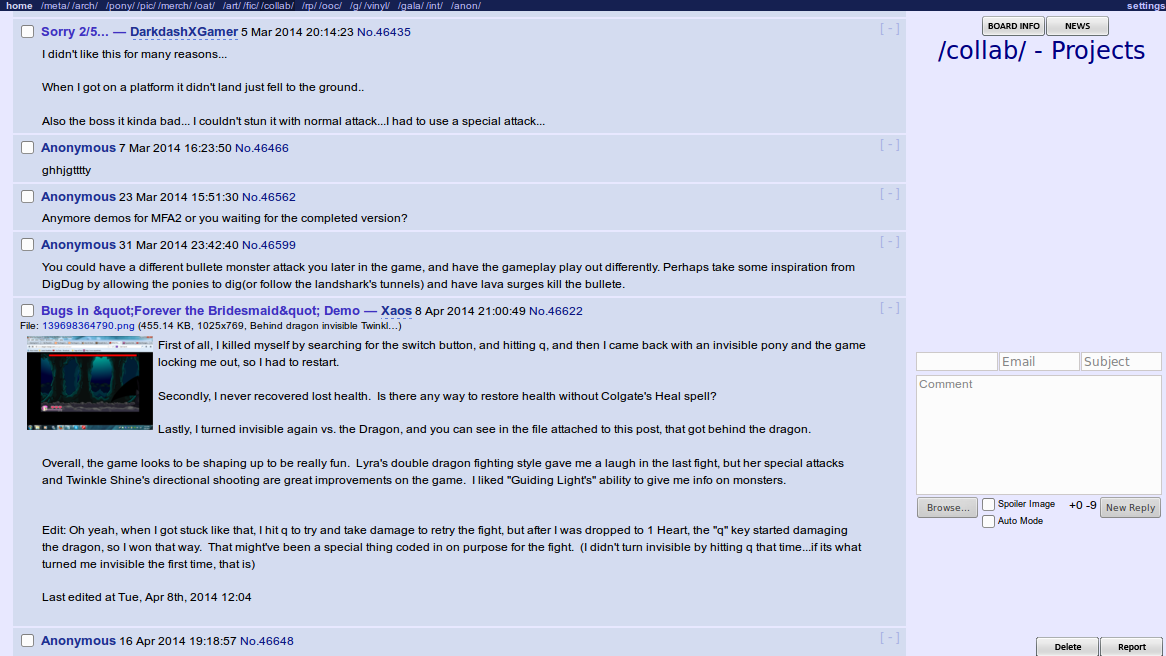 home /meta/ /arch/ /pony/ /pic/ /merch/ /oat/ /art/ /fic/ /collab/ /rp/ /ooc/ /g/ /vinyl/ /gala/ /int/ /anon/ settings
Sorry 2/5... — DarkdashXGamer 5 Mar 2014 20:14:23 No.46435 [ - ]
I didn't like this for many reasons...
When I got on a platform it didn't land just fell to the ground..
Also the boss it kinda bad... I couldn't stun it with normal attack...I had to use a special attack...
Anonymous 7 Mar 2014 16:23:50 No.46466 [ - ]
ghhjgtttty
Anonymous 23 Mar 2014 15:51:30 No.46562 [ - ]
Anymore demos for MFA2 or you waiting for the completed version?
Anonymous 31 Mar 2014 23:42:40 No.46599 [ - ]
You could have a different bullete monster attack you later in the game, and have the gameplay play out differently. Perhaps take some inspiration from
DigDug by allowing the ponies to dig(or follow the landshark's tunnels) and have lava surges kill the bullete.
Bugs in &quot;Forever the Bridesmaid&quot; Demo — Xaos 8 Apr 2014 21:00:49 No.46622 [ - ]
File: 139698364790.png (455.14 KB, 1025x769, Behind dragon invisible Twinkl...)
First of all, I killed myself by searching for the switch button, and hitting q, and then I came back with an invisible pony and the game
locking me out, so I had to restart.
Secondly, I never recovered lost health.  Is there any way to restore health without Colgate's Heal spell?
Lastly, I turned invisible again vs. the Dragon, and you can see in the file attached to this post, that got behind the dragon.
Overall, the game looks to be shaping up to be really fun.  Lyra's double dragon fighting style gave me a laugh in the last fight, but her special attacks
and Twinkle Shine's directional shooting are great improvements on the game.  I liked "Guiding Light's" ability to give me info on monsters.
Edit: Oh yeah, when I got stuck like that, I hit q to try and take damage to retry the fight, but after I was dropped to 1 Heart, the "q" key started damaging
the dragon, so I won that way.  That might've been a special thing coded in on purpose for the fight.  (I didn't turn invisible by hitting q that time...if its what
turned me invisible the first time, that is)
Last edited at Tue, Apr 8th, 2014 12:04
Anonymous 16 Apr 2014 19:18:57 No.46648 [ - ]
BOARD INFO NEWS
/collab/ - Projects
Email Subject
Comment
Browse... Spoiler Image +0 -9 New Reply
Auto Mode
Delete Report